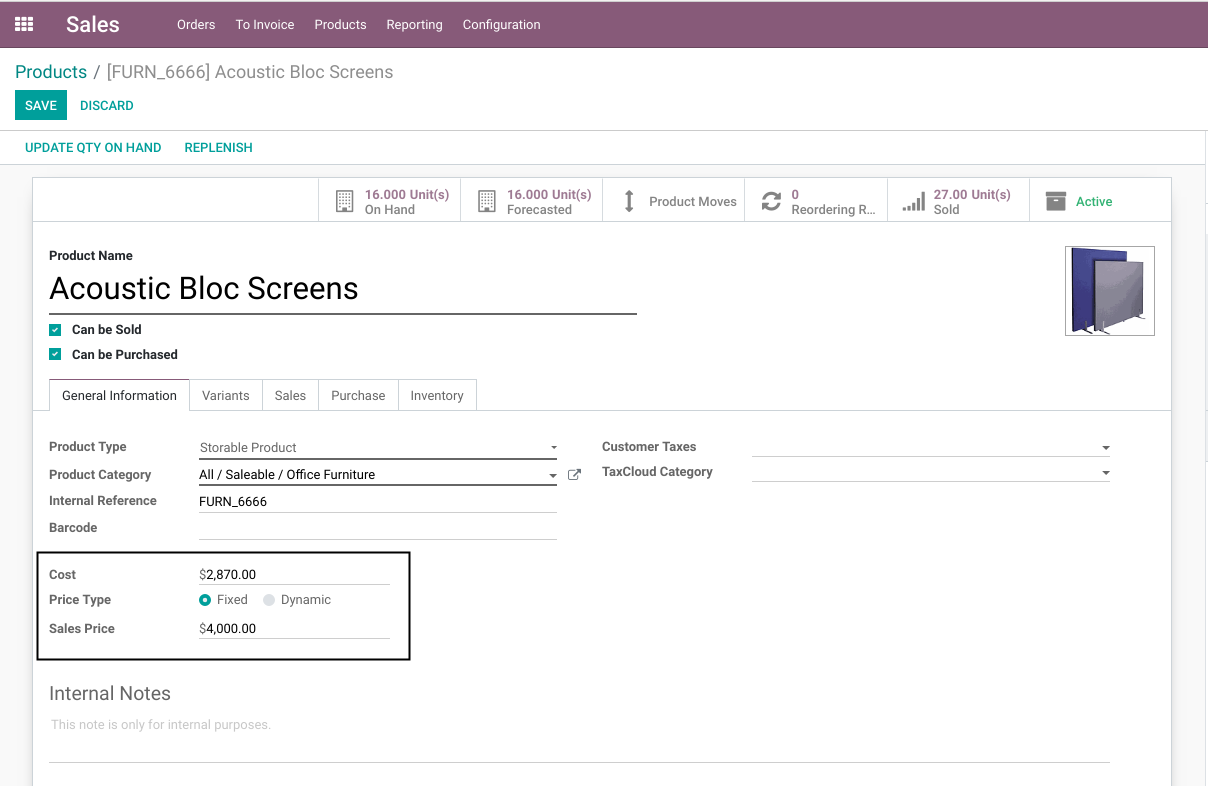 Sales Orders To Invoice Products Reporting Configuration
Products / [FURN_6666] Acoustic Bloc Screens
SAVE DISCARD
UPDATE QTY ON HAND REPLENISH
16.000 Unit(s)
On Hand
16.000 Unit(s)
Forecasted
Product Moves
0
Reordering R...
27.00 Unit(s)
Sold
Active
Product Name
Acoustic Bloc Screens
Can be Sold
Can be Purchased
General Information Variants Sales Purchase Inventory
Product Type Storable Product
Product Category All / Saleable / Office Furniture
Internal Reference FURN_6666
Barcode
Customer Taxes
TaxCloud Category
Cost $2,870.00
Price Type Fixed Dynamic
Sales Price $4,000.00
Internal Notes
This note is only for internal purposes.